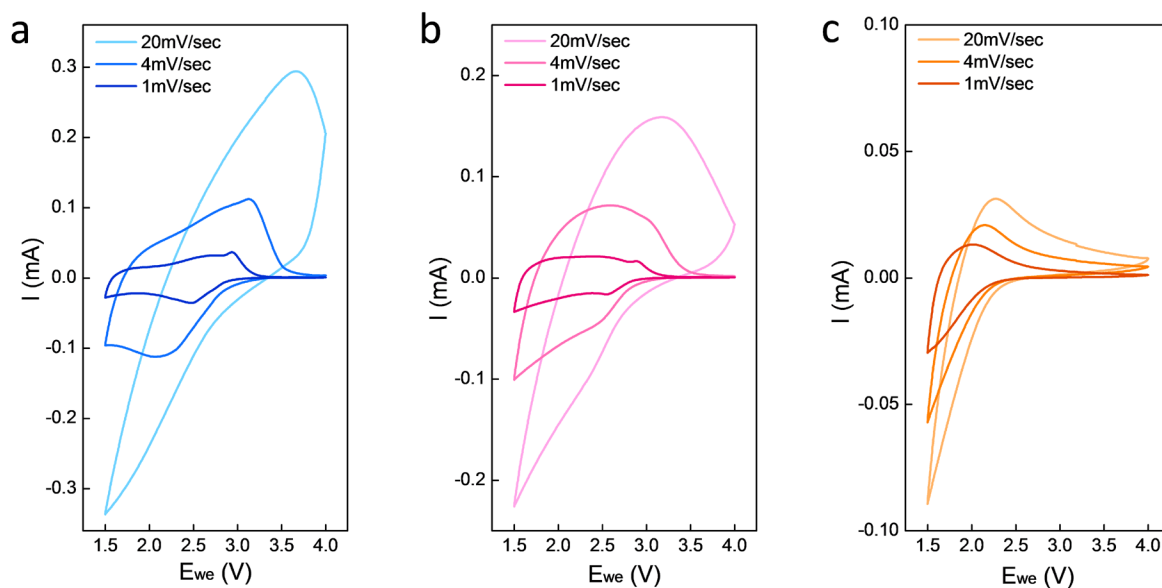 a
20mV/sec
4mV/sec
1mV/sec
I (mA)
0.3
0.2
0.1
0.0
-0.1
-0.2
-0.3
1.5 2.0 2.5 3.0 3.5 4.0
Ewe (V)
b
20mV/sec
4mV/sec
1mV/sec
I (mA)
0.2
0.1
0.0
-0.1
-0.2
1.5 2.0 2.5 3.0 3.5 4.0
Ewe (V)
c
20mV/sec
4mV/sec
1mV/sec
I (mA)
0.10
0.05
0.00
-0.05
-0.10
1.5 2.0 2.5 3.0 3.5 4.0
Ewe (V)